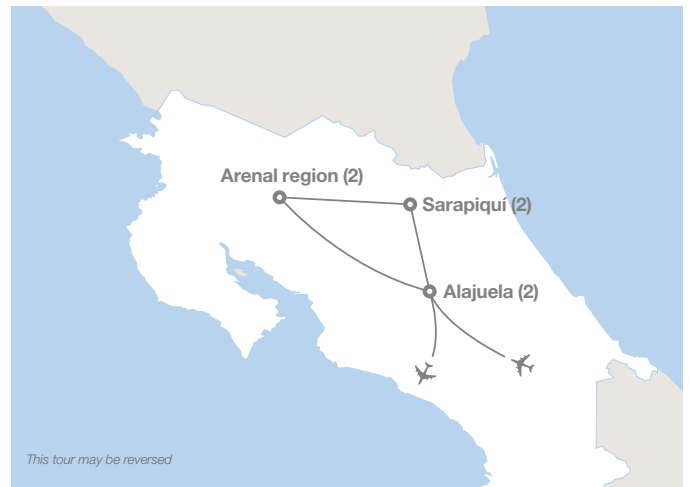 Arenal region (2)
Sarapiquí (2)
Alajuela (2)
This tour may be reversed